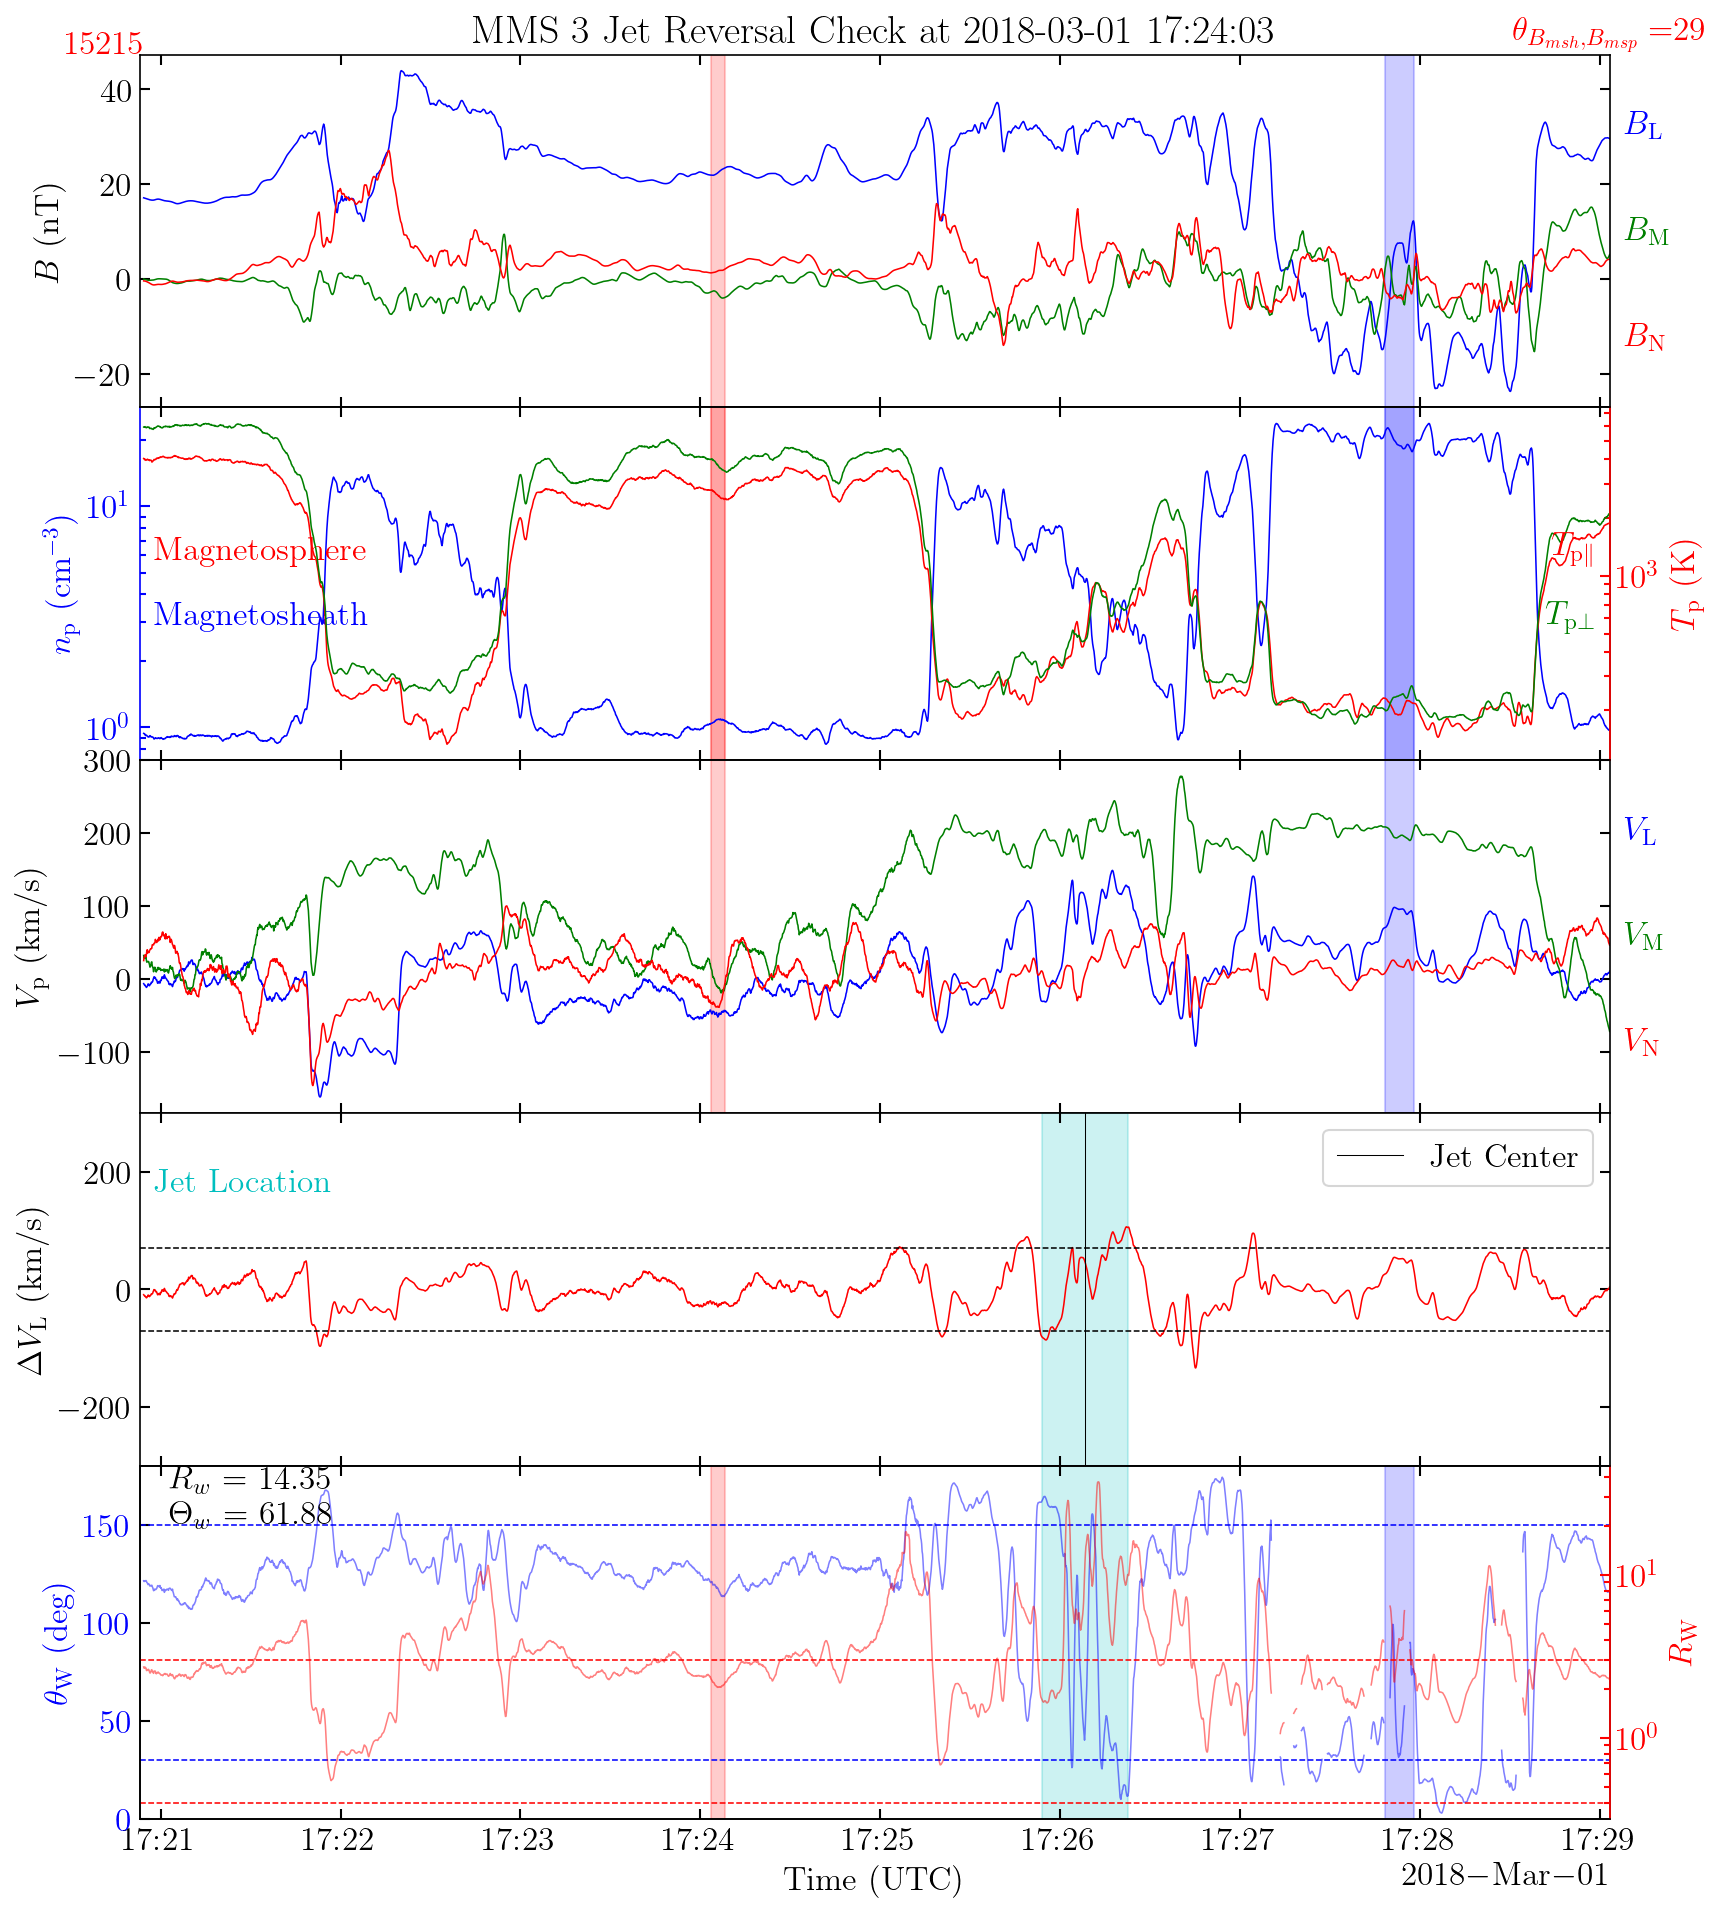 MMS 3 Jet Reversal Check at 2018-03-01 17:24:03
15215
θ_{B_{msh},B_{msp}} =29
40
20
0
−20
B (nT)
B_L
B_M
B_N
10^1
10^0
n_p (cm^{−3})
Magnetosphere
Magnetosheath
T_{p∥}
T_{p⊥}
10^3
T_p (K)
300
200
100
0
−100
V_p (km/s)
V_L
V_M
V_N
200
0
−200
ΔV_L (km/s)
Jet Location
Jet Center
R_w = 14.35
Θ_w = 61.88
150
100
50
0
θ_W (deg)
10^1
10^0
R_W
17:21 17:22 17:23 17:24 17:25 17:26 17:27 17:28 17:29
Time (UTC)
2018−Mar−01